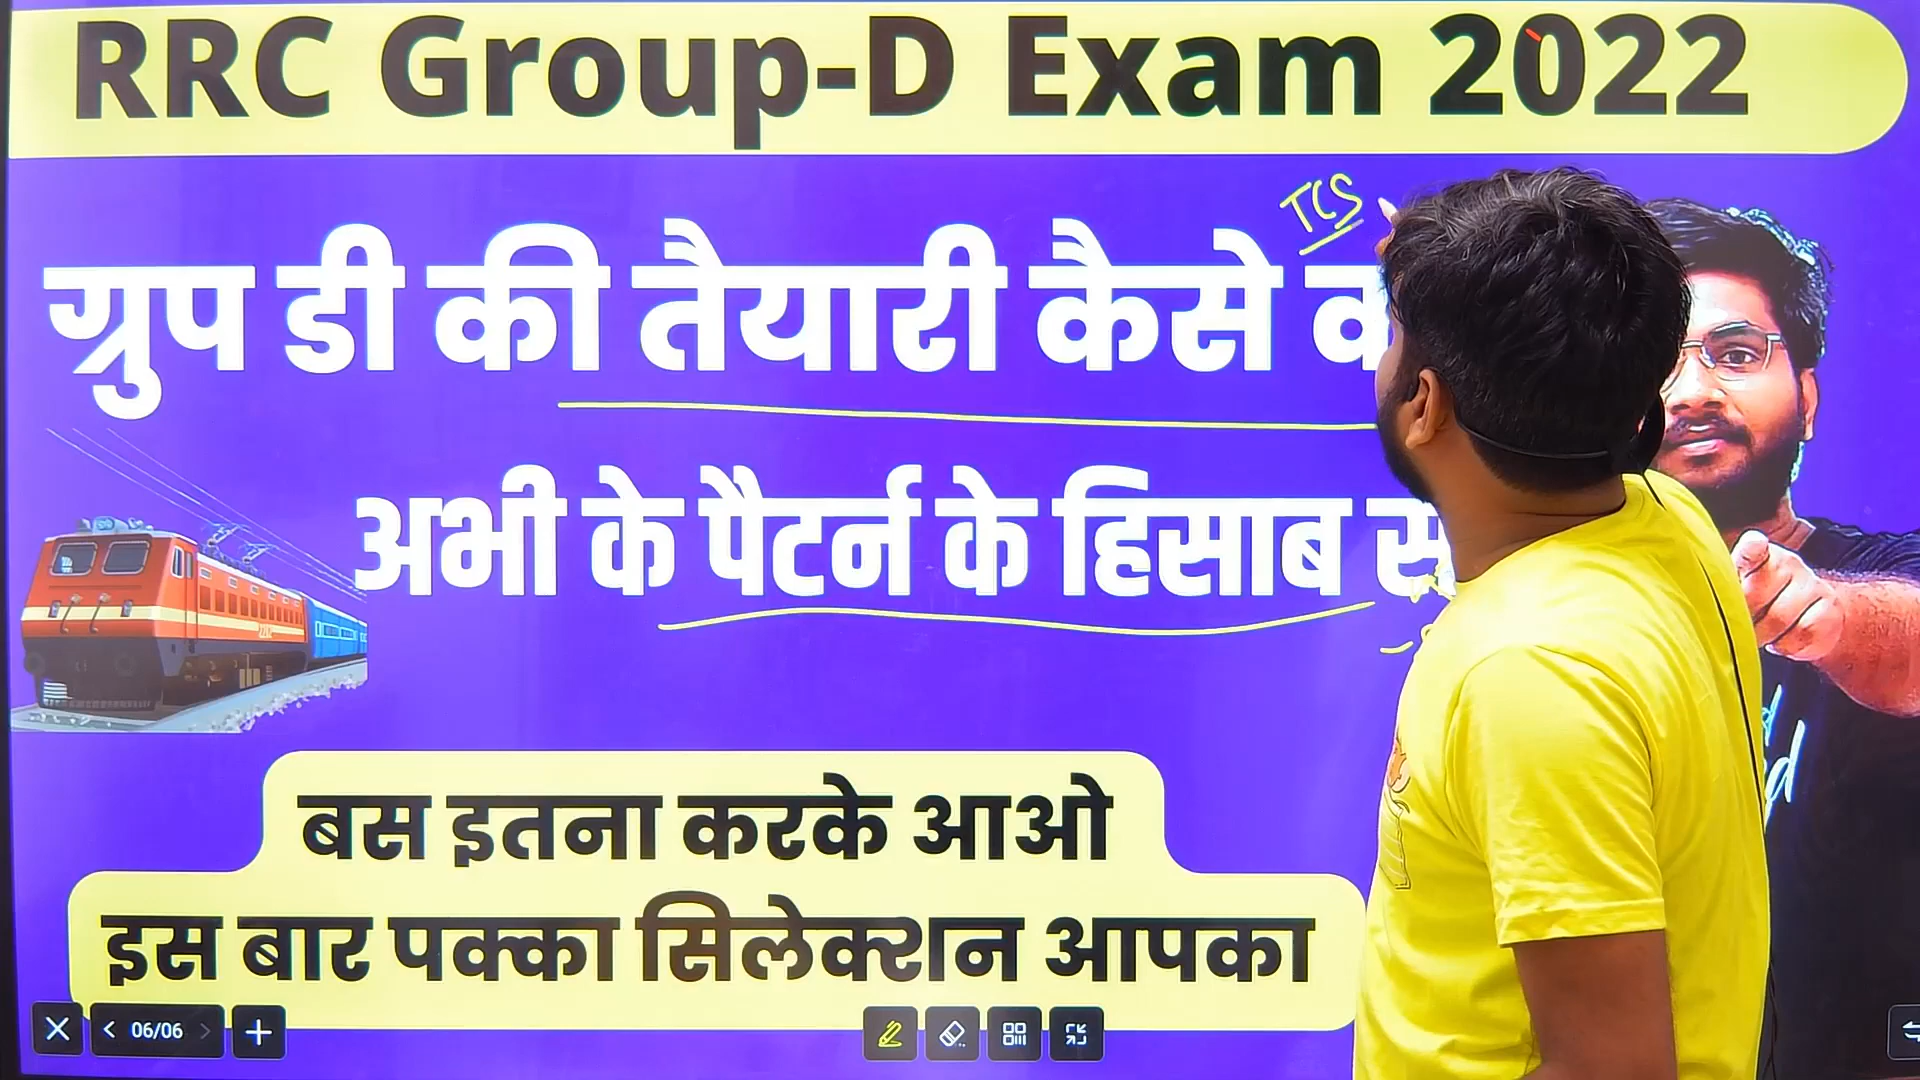 RRC Group-D Exam 2022
TCS
ग्रुप डी की तैयारी कैसे
अभी के पैटर्न के हिसाब
बस इतना करके आओ
इस बार पक्का सिलेक्शन आपका
06/06